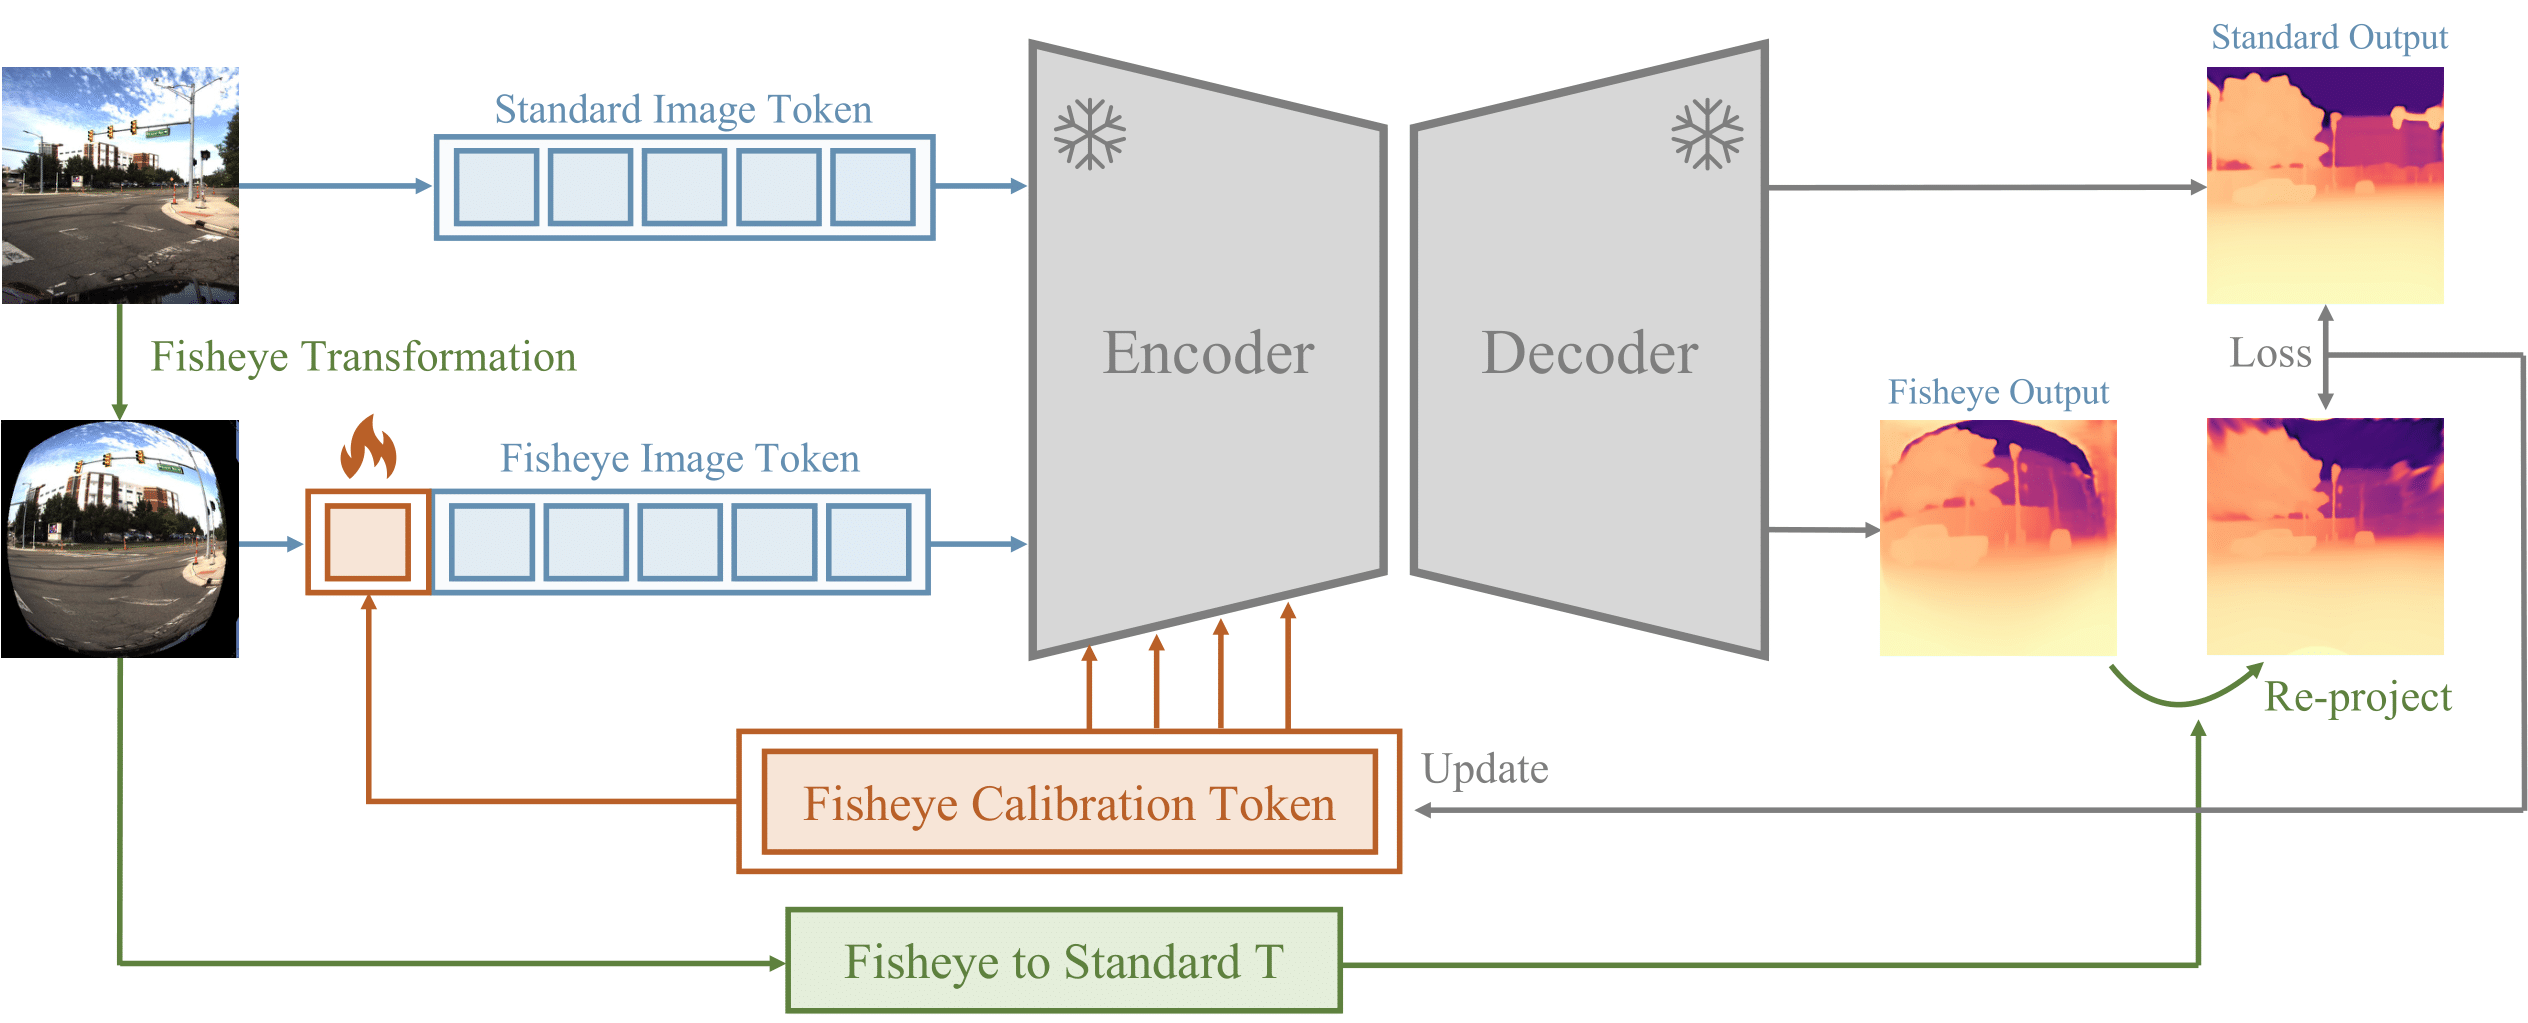 Standard Output
Standard Image Token
Encoder
Decoder
Fisheye Transformation
Loss
Fisheye Output
Fisheye Image Token
Re-project
Update
Fisheye Calibration Token
Fisheye to Standard T